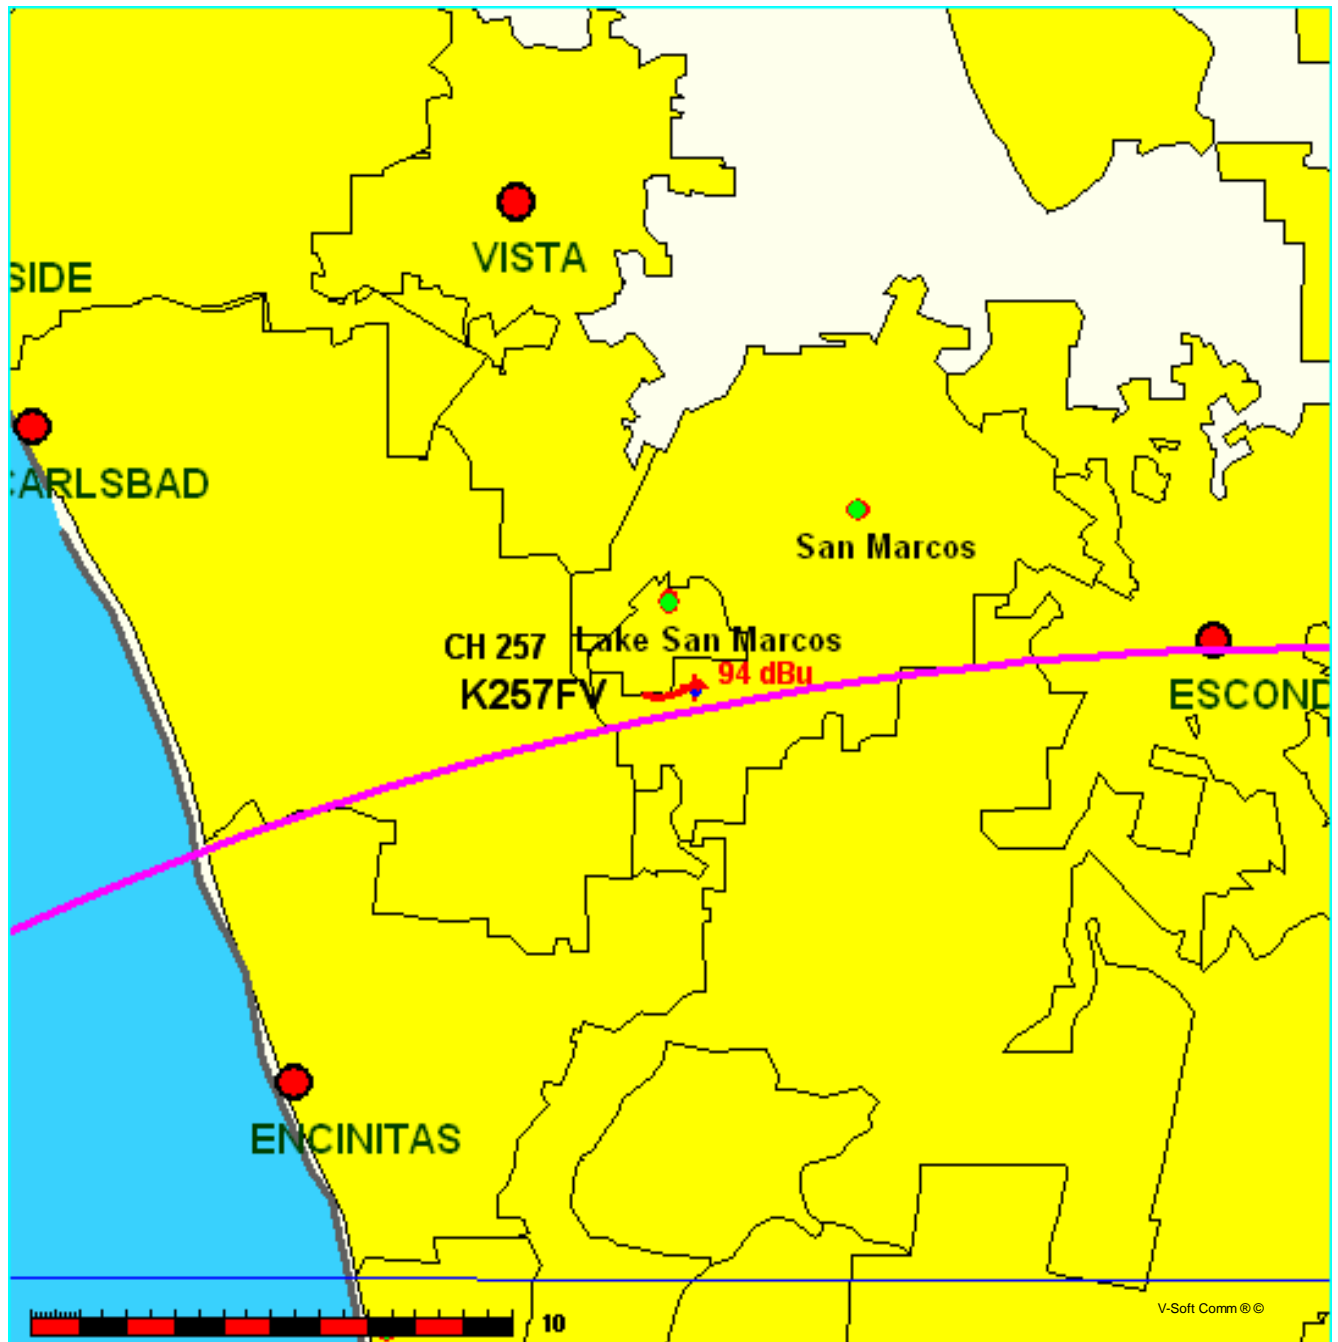 VISTA
SIDE
CARLSBAD
San Marcos
Lake San Marcos
CH 257
94 dBu
K257FV
ESCOND
ENCINITAS
10
V-Soft Comm ® ©